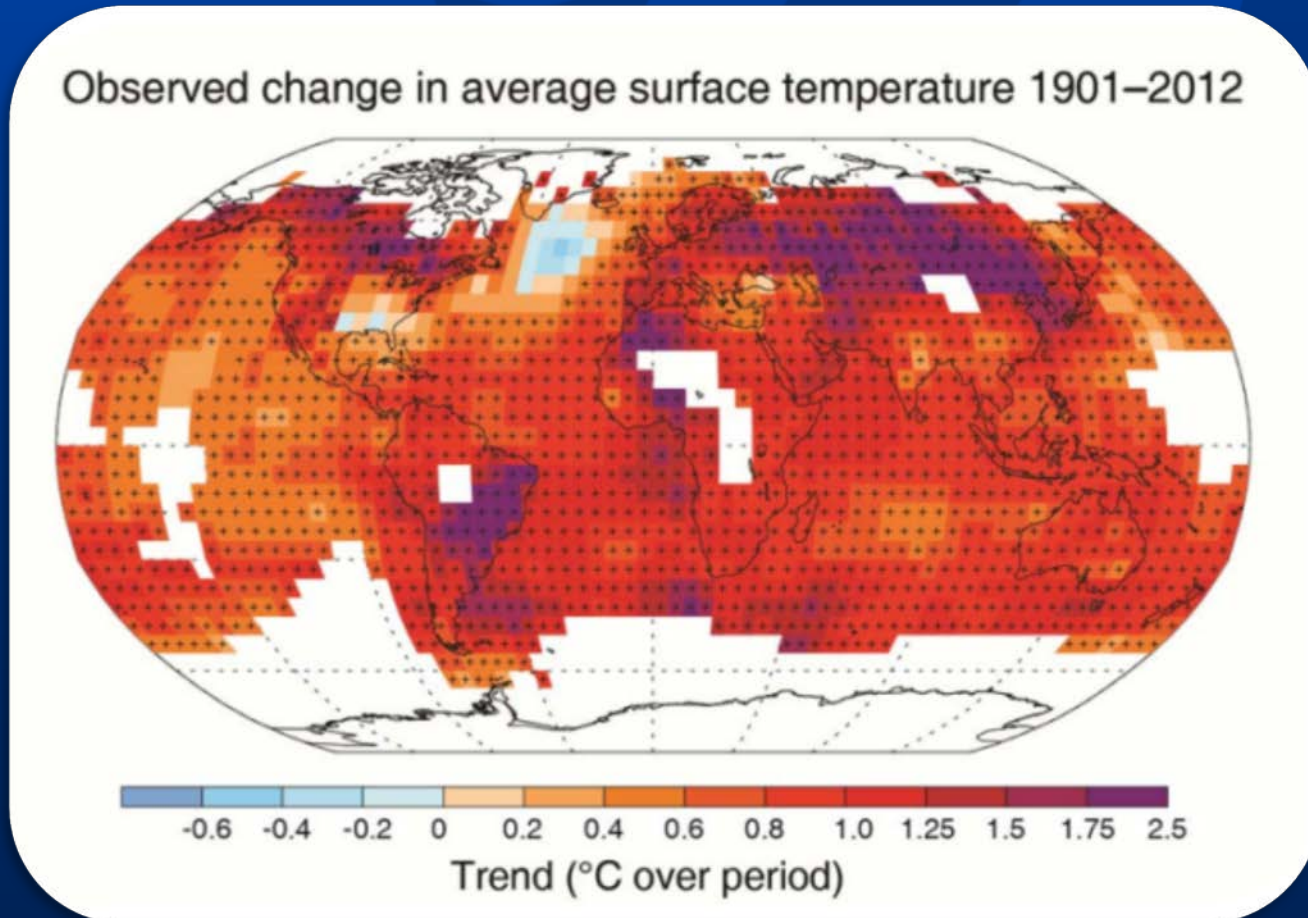 Observed change in average surface temperature 1901–2012
-0.6 -0.4 -0.2 0 0.2 0.4 0.6 0.8 1.0 1.25 1.5 1.75 2.5
Trend (°C over period)